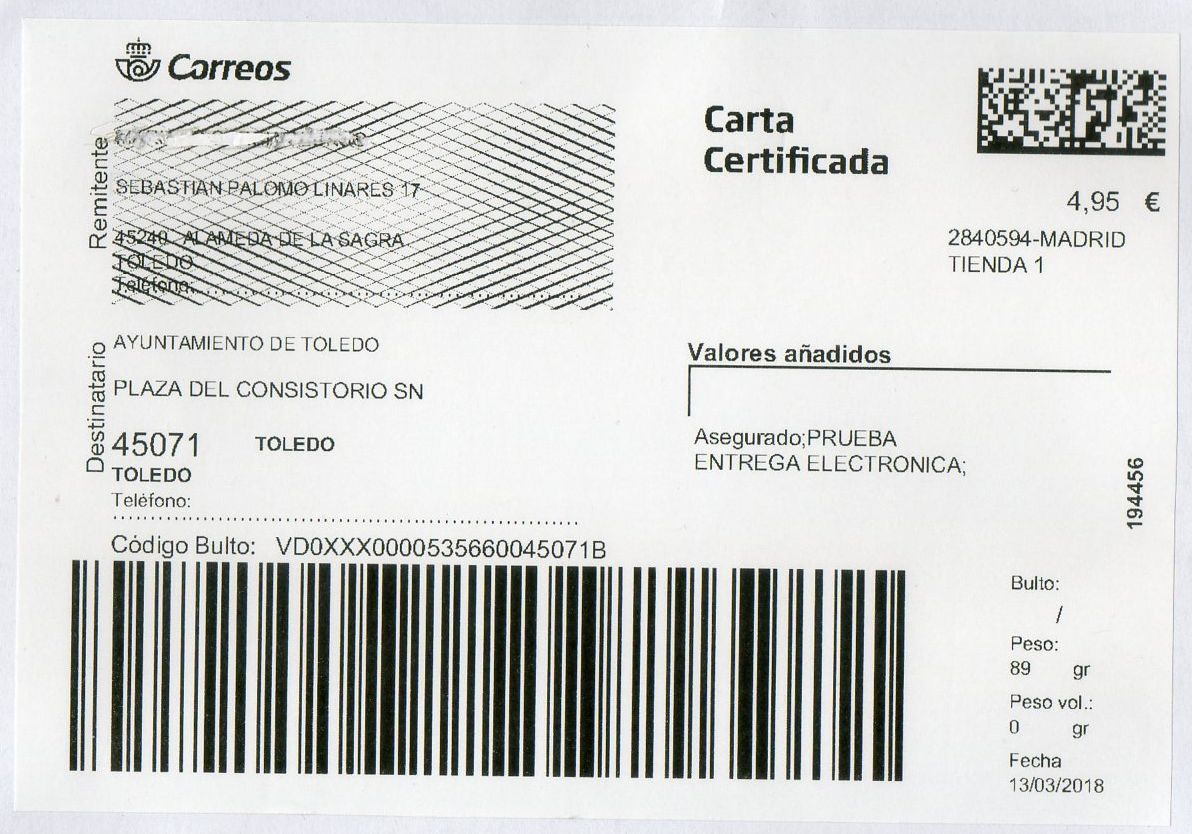 Correos
Carta
Certificada
4,95 €
2840594-MADRID
TIENDA 1
Remitente
SEBASTIAN PALOMO LINARES 17
45240 ALAMEDA DE LA SAGRA
TOLEDO
Teléfono:
Destinatario
AYUNTAMIENTO DE TOLEDO
PLAZA DEL CONSISTORIO SN
45071 TOLEDO
TOLEDO
Teléfono:
Valores añadidos
Asegurado;PRUEBA
ENTREGA ELECTRONICA;
194456
Código Bulto: VD0XXX0000535660045071B
Bulto:
/
Peso:
89 gr
Peso vol.:
0 gr
Fecha
13/03/2018